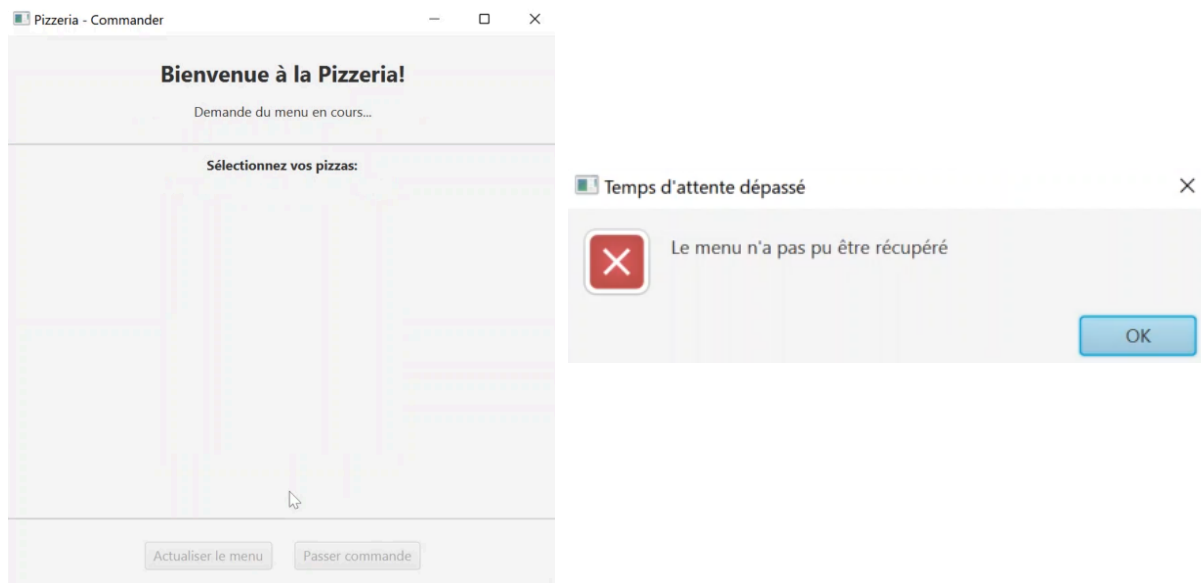 Pizzeria - Commander
Bienvenue à la Pizzeria!
Demande du menu en cours...
Sélectionnez vos pizzas:
Actualiser le menu
Passer commande
Temps d'attente dépassé
Le menu n'a pas pu être récupéré
OK